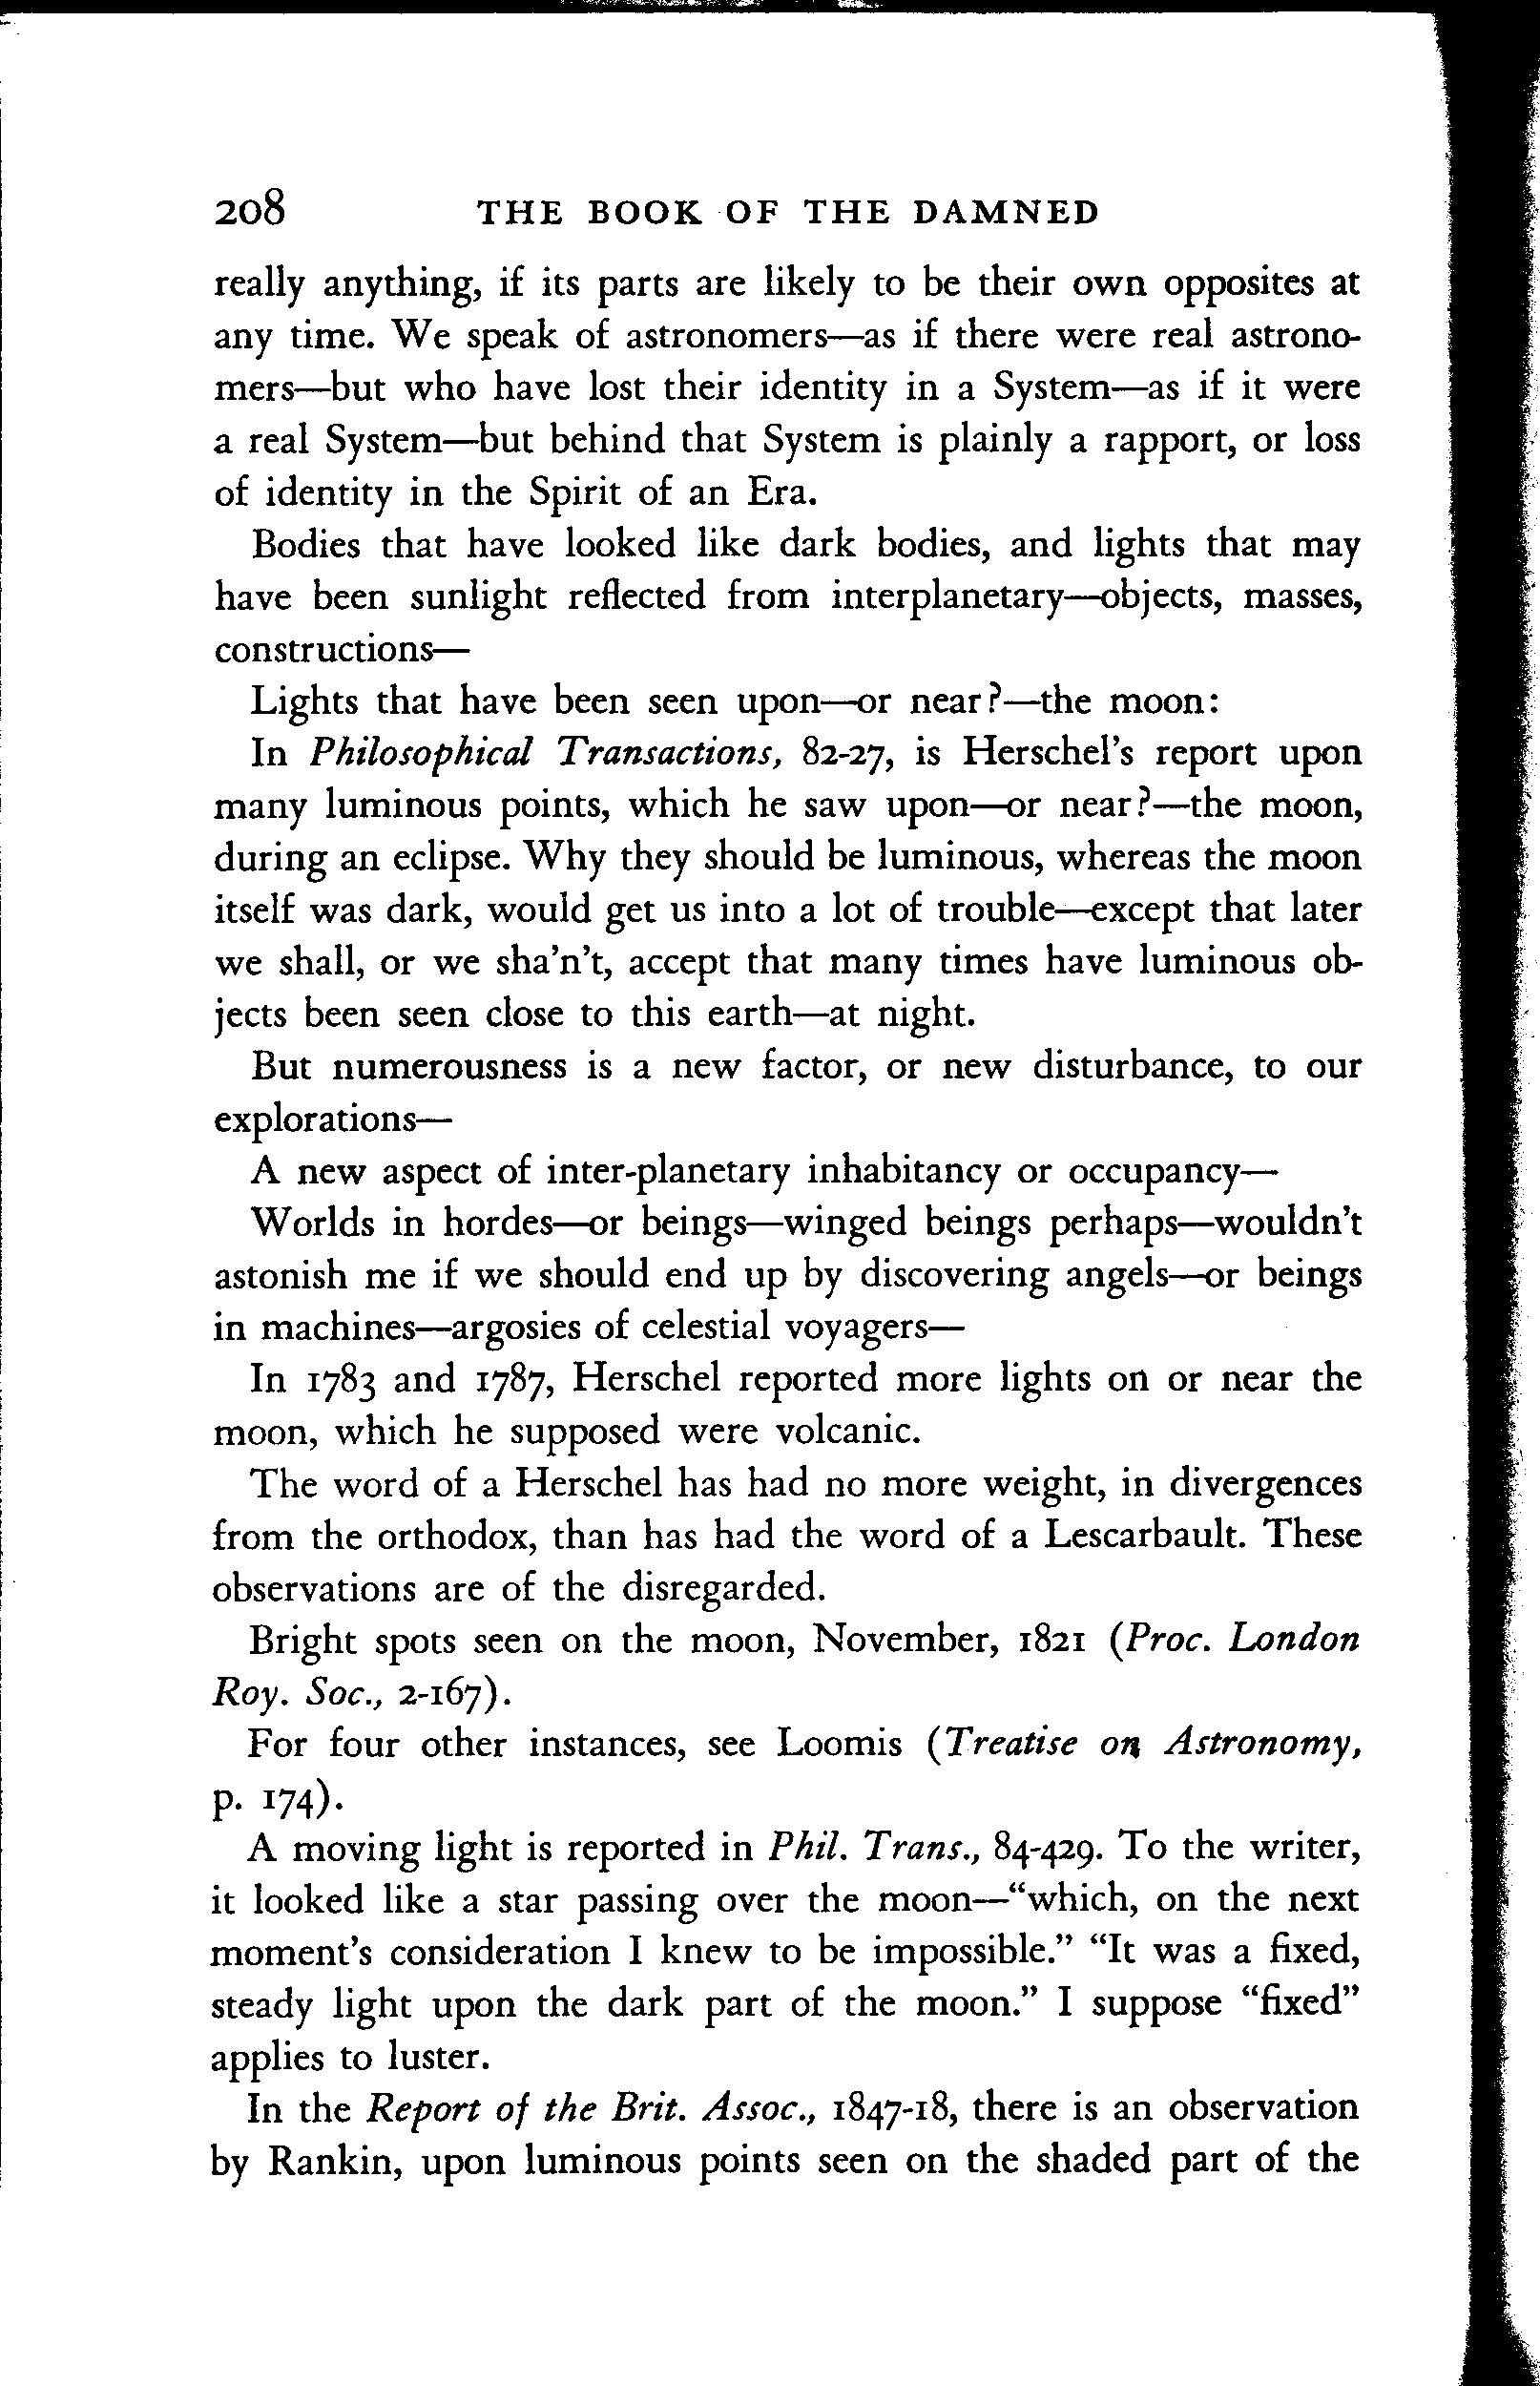 208 THE BOOK OF THE DAMNED
really anything, if its parts are likely to be their own opposites at
any time. We speak of astronomers—as if there were real astrono-
mers—but who have lost their identity in a System—as if it were
a real System—but behind that System is plainly a rapport, or loss
of identity in the Spirit of an Era.
Bodies that have looked like dark bodies, and lights that may
have been sunlight reflected from interplanetary—objects, masses,
constructions—
Lights that have been seen upon—or near?—the moon:
In Philosophical Transactions, 82-27, is Herschel's report upon
many luminous points, which he saw upon—or near?—the moon,
during an eclipse. Why they should be luminous, whereas the moon
itself was dark, would get us into a lot of trouble—except that later
we shall, or we sha'n't, accept that many times have luminous ob-
jects been seen close to this earth—at night.
But numerousness is a new factor, or new disturbance, to our
explorations—
A new aspect of inter-planetary inhabitancy or occupancy—
Worlds in hordes—or beings—winged beings perhaps—wouldn't
astonish me if we should end up by discovering angels—or beings
in machines—argosies of celestial voyagers—
In 1783 and 1787, Herschel reported more lights on or near the
moon, which he supposed were volcanic.
The word of a Herschel has had no more weight, in divergences
from the orthodox, than has had the word of a Lescarbault. These
observations are of the disregarded.
Bright spots seen on the moon, November, 1821 (Proc. London
Roy. Soc., 2-167).
For four other instances, see Loomis (Treatise on Astronomy,
p. 174).
A moving light is reported in Phil. Trans., 84-429. To the writer,
it looked like a star passing over the moon—"which, on the next
moment's consideration I knew to be impossible." "It was a fixed,
steady light upon the dark part of the moon." I suppose "fixed"
applies to luster.
In the Report of the Brit. Assoc., 1847-18, there is an observation
by Rankin, upon luminous points seen on the shaded part of the